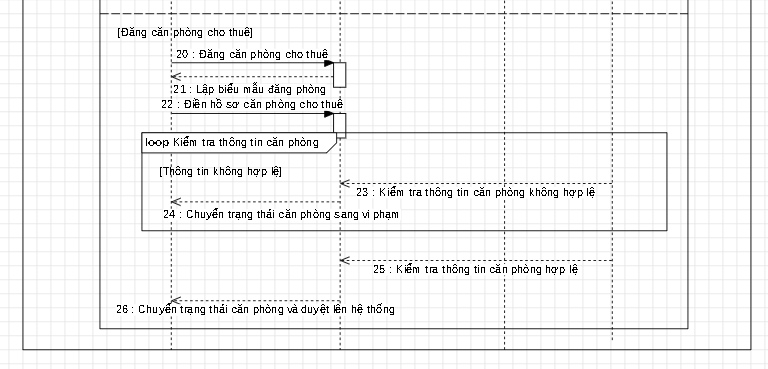 [Đăng căn phòng cho thuê]
20 : Đăng căn phòng cho thuê
21 : Lập biểu mẫu đăng phòng
22 : Điền hồ sơ căn phòng cho thuê
loop Kiểm tra thông tin căn phòng
[Thông tin không hợp lệ]
23 : Kiểm tra thông tin căn phòng không hợp lệ
24 : Chuyển trạng thái căn phòng sang vi phạm
25 : Kiểm tra thông tin căn phòng hợp lệ
26 : Chuyển trạng thái căn phòng và duyệt lên hệ thống